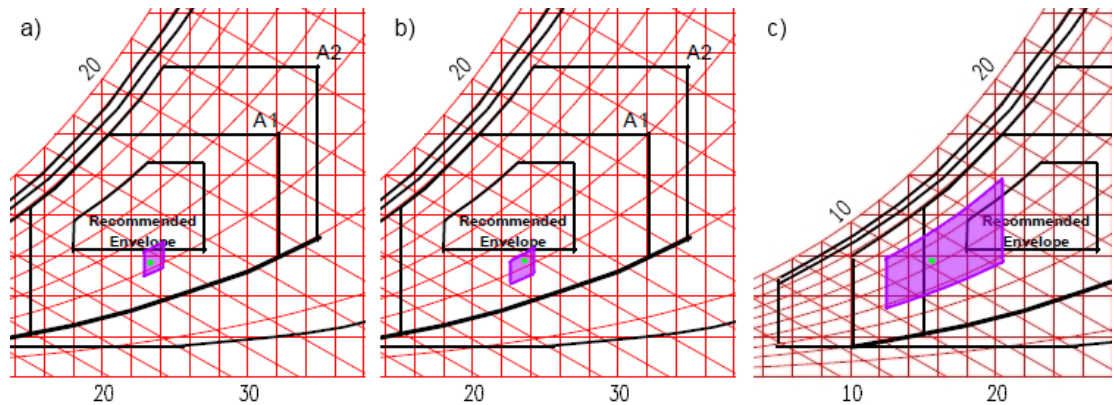 a)
20
A2
A1
Recommended
Envelope
20
30
b)
20
A2
A1
Recommended
Envelope
20
30
c)
20
10
Recommended
Envelope
10
20